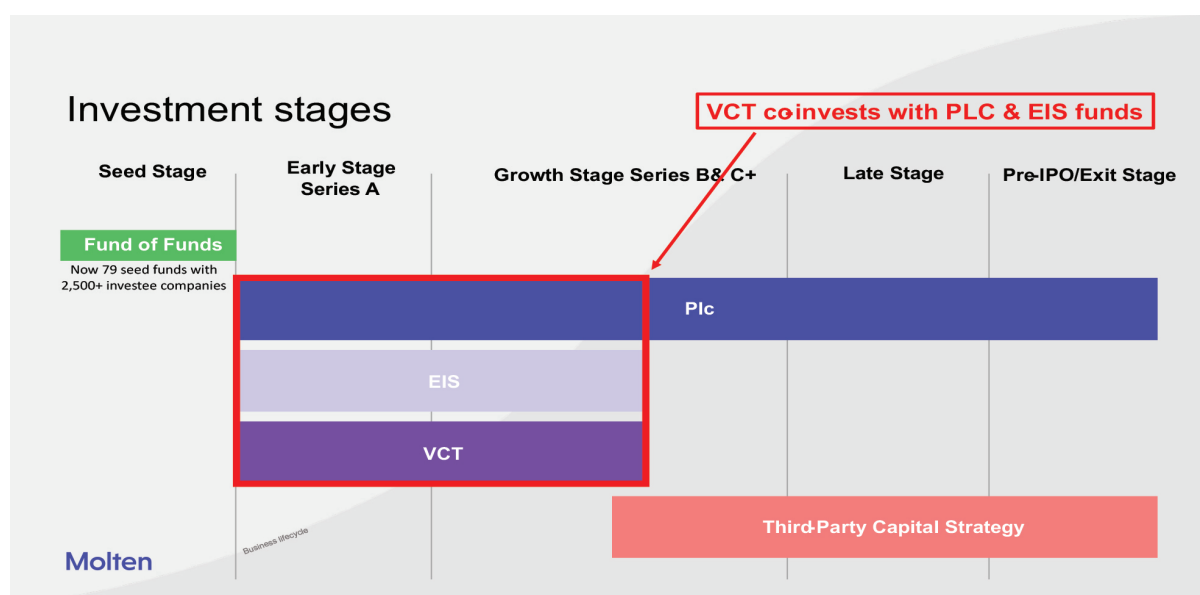 Investment stages
VCT co-invests with PLC & EIS funds
Seed Stage
Early Stage
Series A
Growth Stage Series B& C+
Late Stage
Pre-IPO/Exit Stage
Fund of Funds
Now 79 seed funds with
2,500+ investee companies
Plc
EIS
VCT
Third-Party Capital Strategy
Business lifecycle
Molten